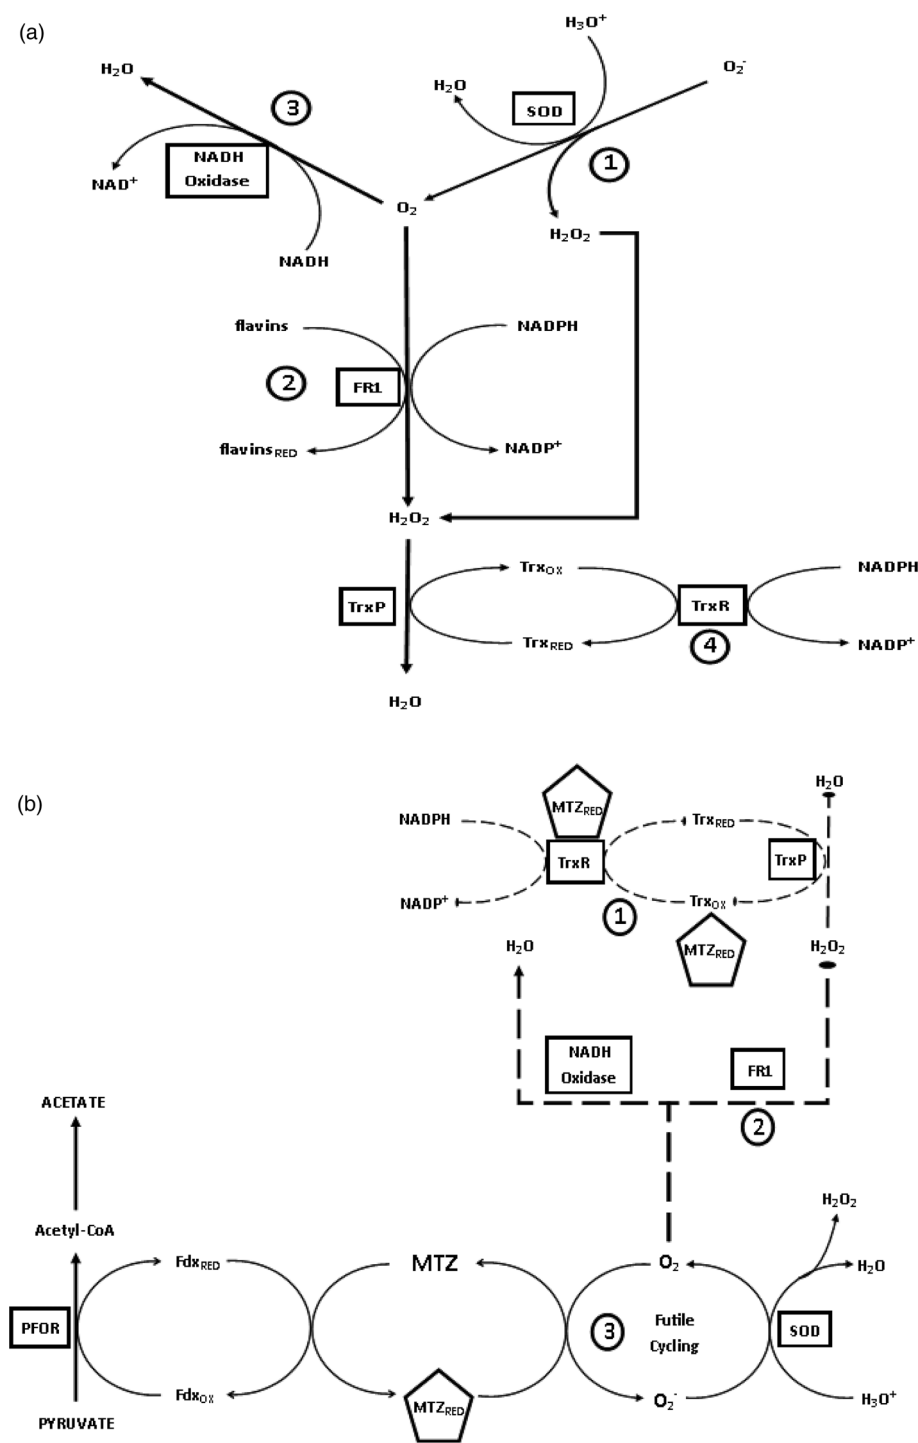 (a)
H3O+
H2O
O2-
H2O
SOD
3
NADH
Oxidase
1
NAD+
O2
H2O2
NADH
flavins
NADPH
2
FR1
flavinsRED
NADP+
H2O2
TrxOX
NADPH
TrxP
TrxR
TrxRED
4
NADP+
H2O
(b)
H2O
MTZRED
NADPH
TrxRED
TrxR
TrxP
NADP+
1
TrxOX
H2O
MTZRED
H2O2
NADH
Oxidase
FR1
ACETATE
2
H2O2
Acetyl-CoA
FdxRED
MTZ
O2
H2O
PFOR
3
Futile
Cycling
SOD
FdxOX
MTZRED
O2-
H3O+
PYRUVATE